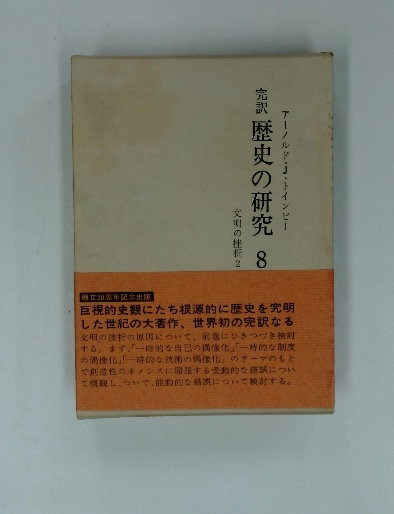 アーノルド・J・トインビー
完訳 歴史の研究 8
文明の挫折 2
創立20周年記念出版
巨視的史観にたち根源的に歴史を究明
した世紀の大著作、世界初の完訳なる
文明の挫折の原因について、前巻にひきつづき検討
する。まず、「一時的な自己の偶像化」「一時的な制度
の偶像化」「一時的な技術の偶像化」のテーマのもと
で創造性のネメシスに屈服する受動的な錯誤につい
て概観し、ついで、能動的な錯誤について検討する。